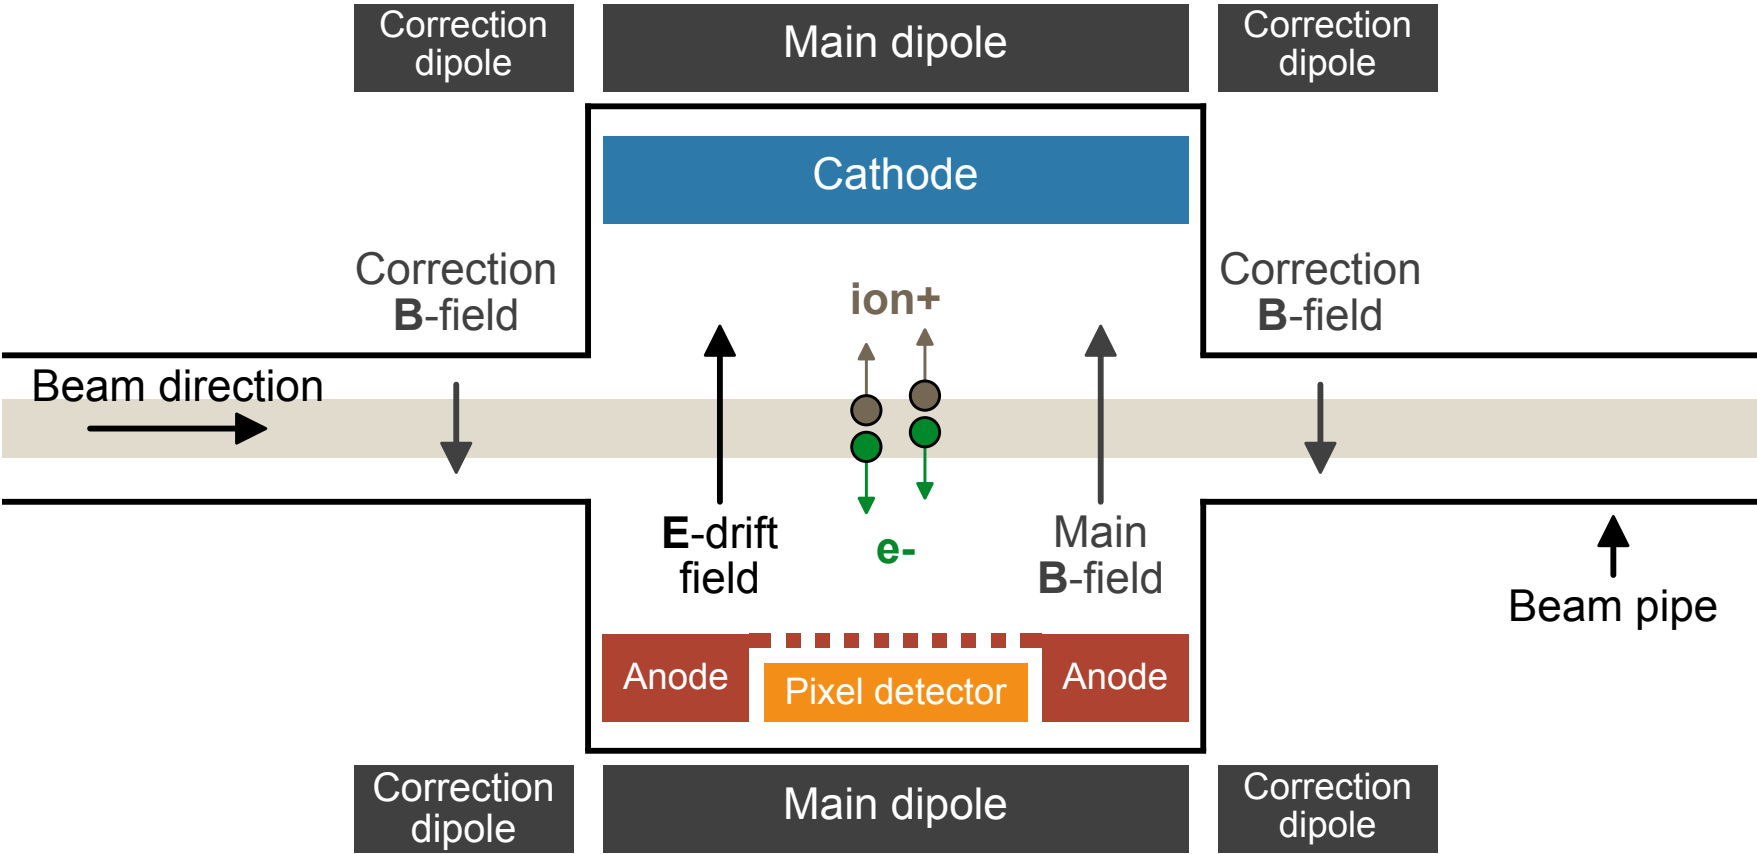 Correction
dipole
Main dipole
Correction
dipole
Cathode
Correction
B-field
ion+
Correction
B-field
Beam direction
E-drift
field
e-
Main
B-field
Beam pipe
Anode
Pixel detector
Anode
Correction
dipole
Main dipole
Correction
dipole